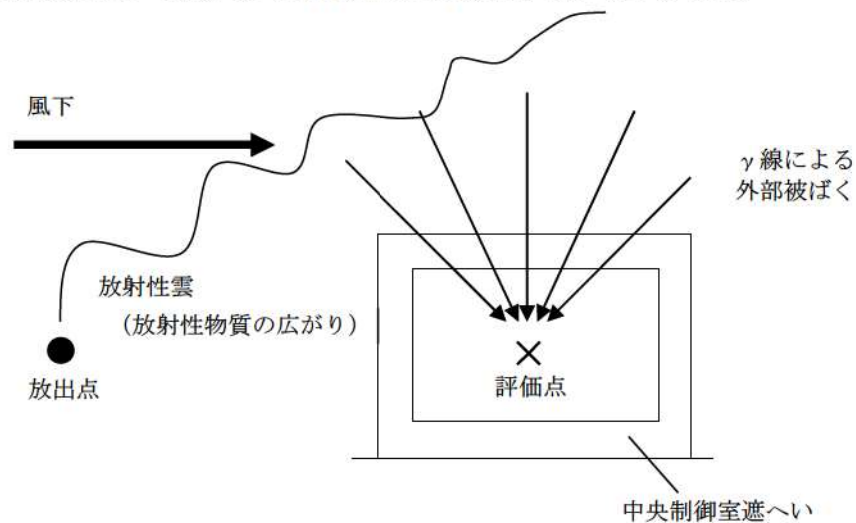 風下
γ線による
外部被ばく
放射性雲
(放射性物質の広がり)
放出点
評価点
中央制御室遮へい